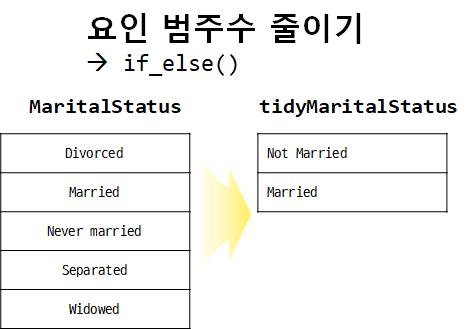 요인 범주수 줄이기
→ if_else()
MaritalStatus
Divorced
Married
Never married
Separated
Widowed
tidyMaritalStatus
Not Married
Married